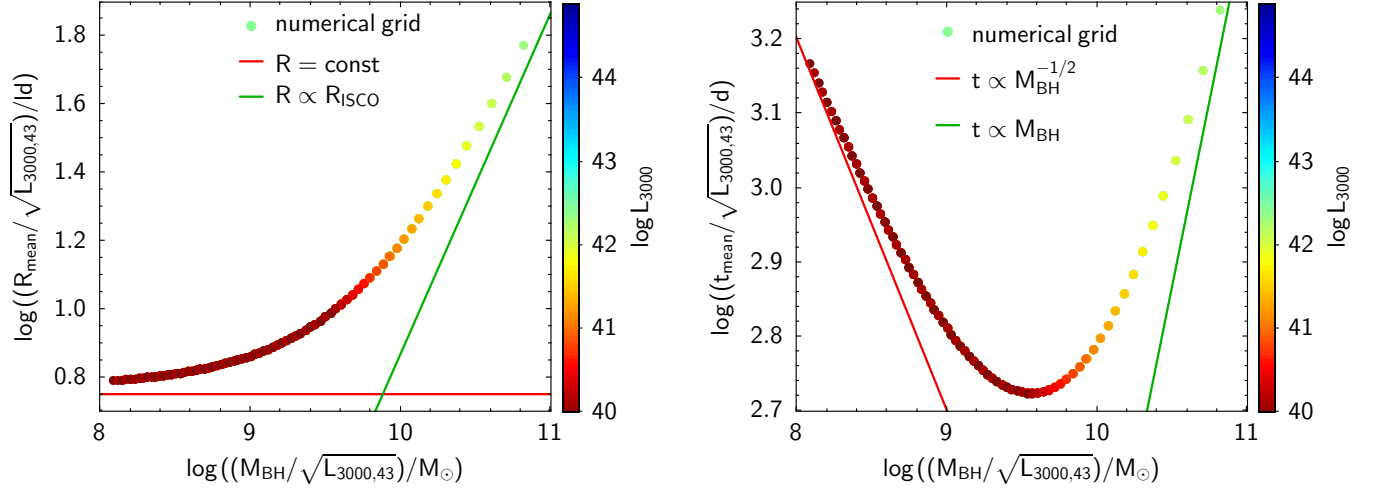 1.8
1.6
1.4
1.2
1.0
0.8
8
9
10
11
log((R_mean/√L_3000,43)/ld)
log((M_BH/√L_3000,43)/M_⊙)
numerical grid
R = const
R ∝ R_ISCO
44
43
42
41
40
log L_3000
3.2
3.1
3.0
2.9
2.8
2.7
8
9
10
11
log((t_mean/√L_3000,43)/d)
log((M_BH/√L_3000,43)/M_⊙)
numerical grid
t ∝ M_BH^−1/2
t ∝ M_BH
44
43
42
41
40
log L_3000